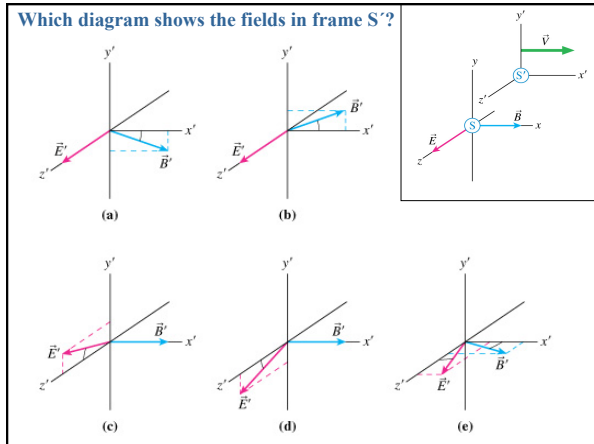 Which diagram shows the fields in frame S´?
y′
V⃗
S′
x′
z′
y
S
B⃗
x
E⃗
z
y′
x′
E⃗′
B⃗′
z′
(a)
y′
B⃗′
x′
E⃗′
z′
(b)
y′
B⃗′
x′
E⃗′
z′
(c)
y′
B⃗′
x′
z′
E⃗′
(d)
y′
x′
B⃗′
E⃗′
z′
(e)